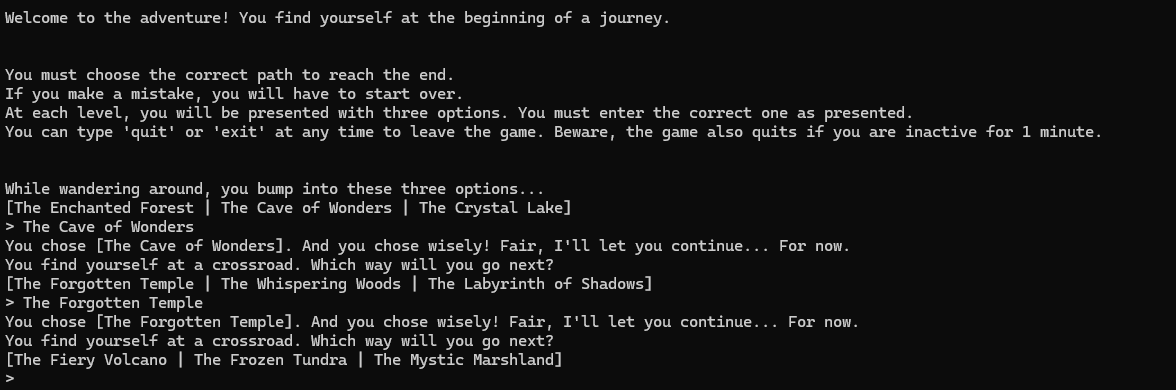 Welcome to the adventure! You find yourself at the beginning of a journey.
You must choose the correct path to reach the end.
If you make a mistake, you will have to start over.
At each level, you will be presented with three options. You must enter the correct one as presented.
You can type 'quit' or 'exit' at any time to leave the game. Beware, the game also quits if you are inactive for 1 minute.
While wandering around, you bump into these three options...
[The Enchanted Forest | The Cave of Wonders | The Crystal Lake]
> The Cave of Wonders
You chose [The Cave of Wonders]. And you chose wisely! Fair, I'll let you continue... For now.
You find yourself at a crossroad. Which way will you go next?
[The Forgotten Temple | The Whispering Woods | The Labyrinth of Shadows]
> The Forgotten Temple
You chose [The Forgotten Temple]. And you chose wisely! Fair, I'll let you continue... For now.
You find yourself at a crossroad. Which way will you go next?
[The Fiery Volcano | The Frozen Tundra | The Mystic Marshland]
>